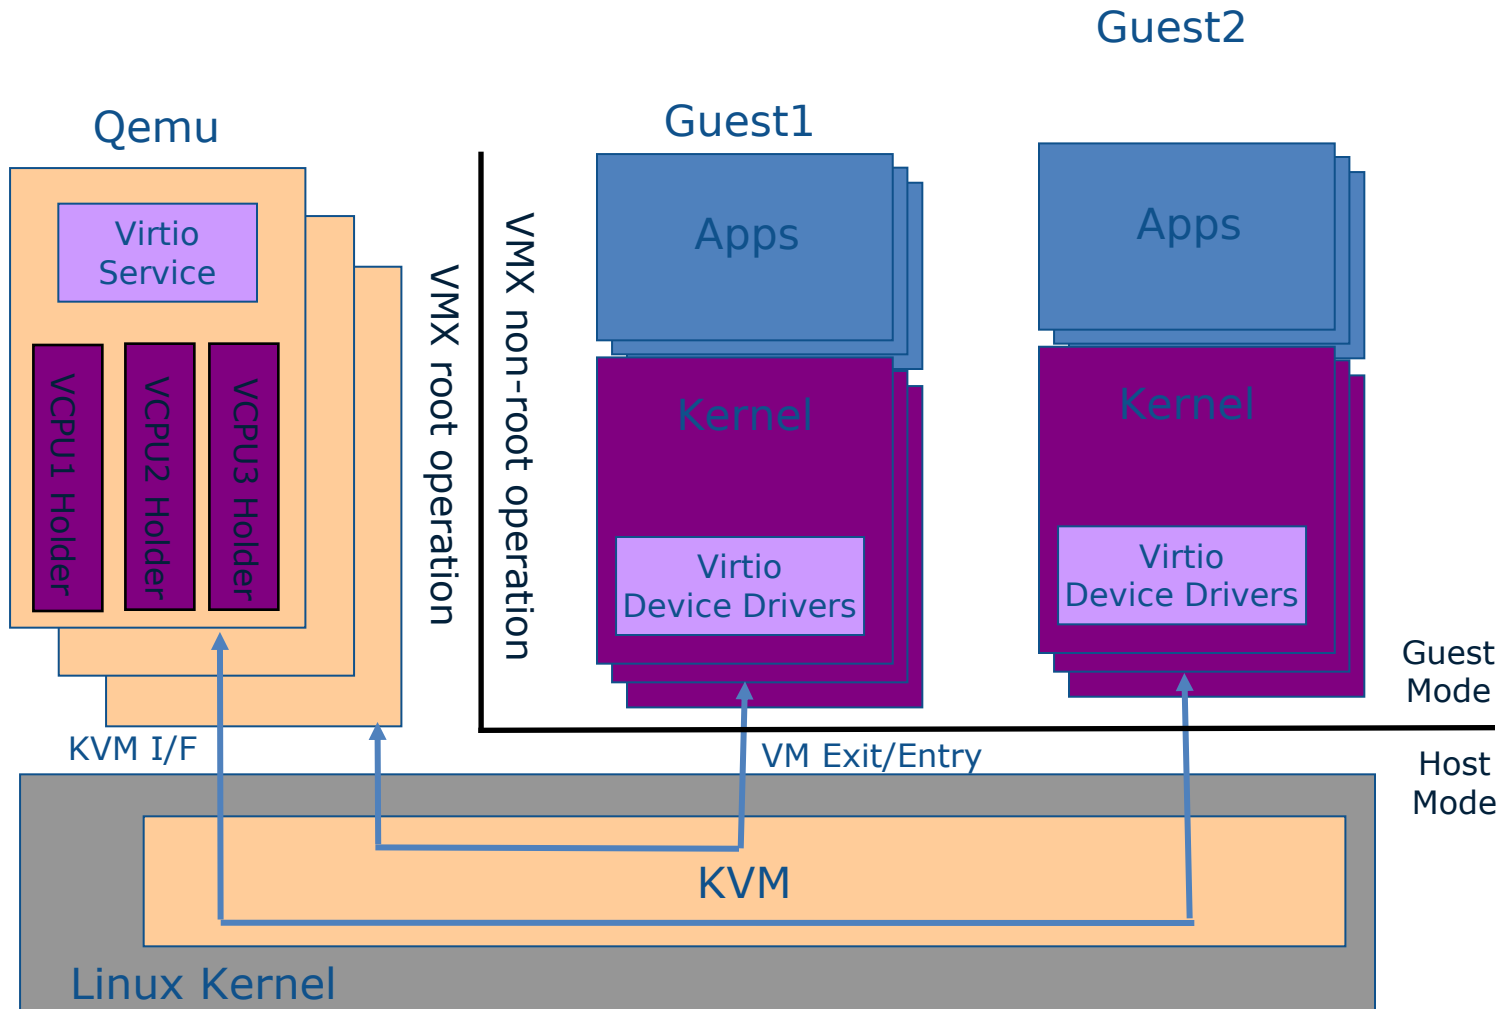 Guest2
Qemu
Guest1
Virtio
Service
VCPU1 Holder
VCPU2 Holder
VCPU3 Holder
VMX root operation
VMX non-root operation
Apps
Kernel
Virtio
Device Drivers
Apps
Kernel
Virtio
Device Drivers
Guest
Mode
KVM I/F
VM Exit/Entry
Host
Mode
KVM
Linux Kernel